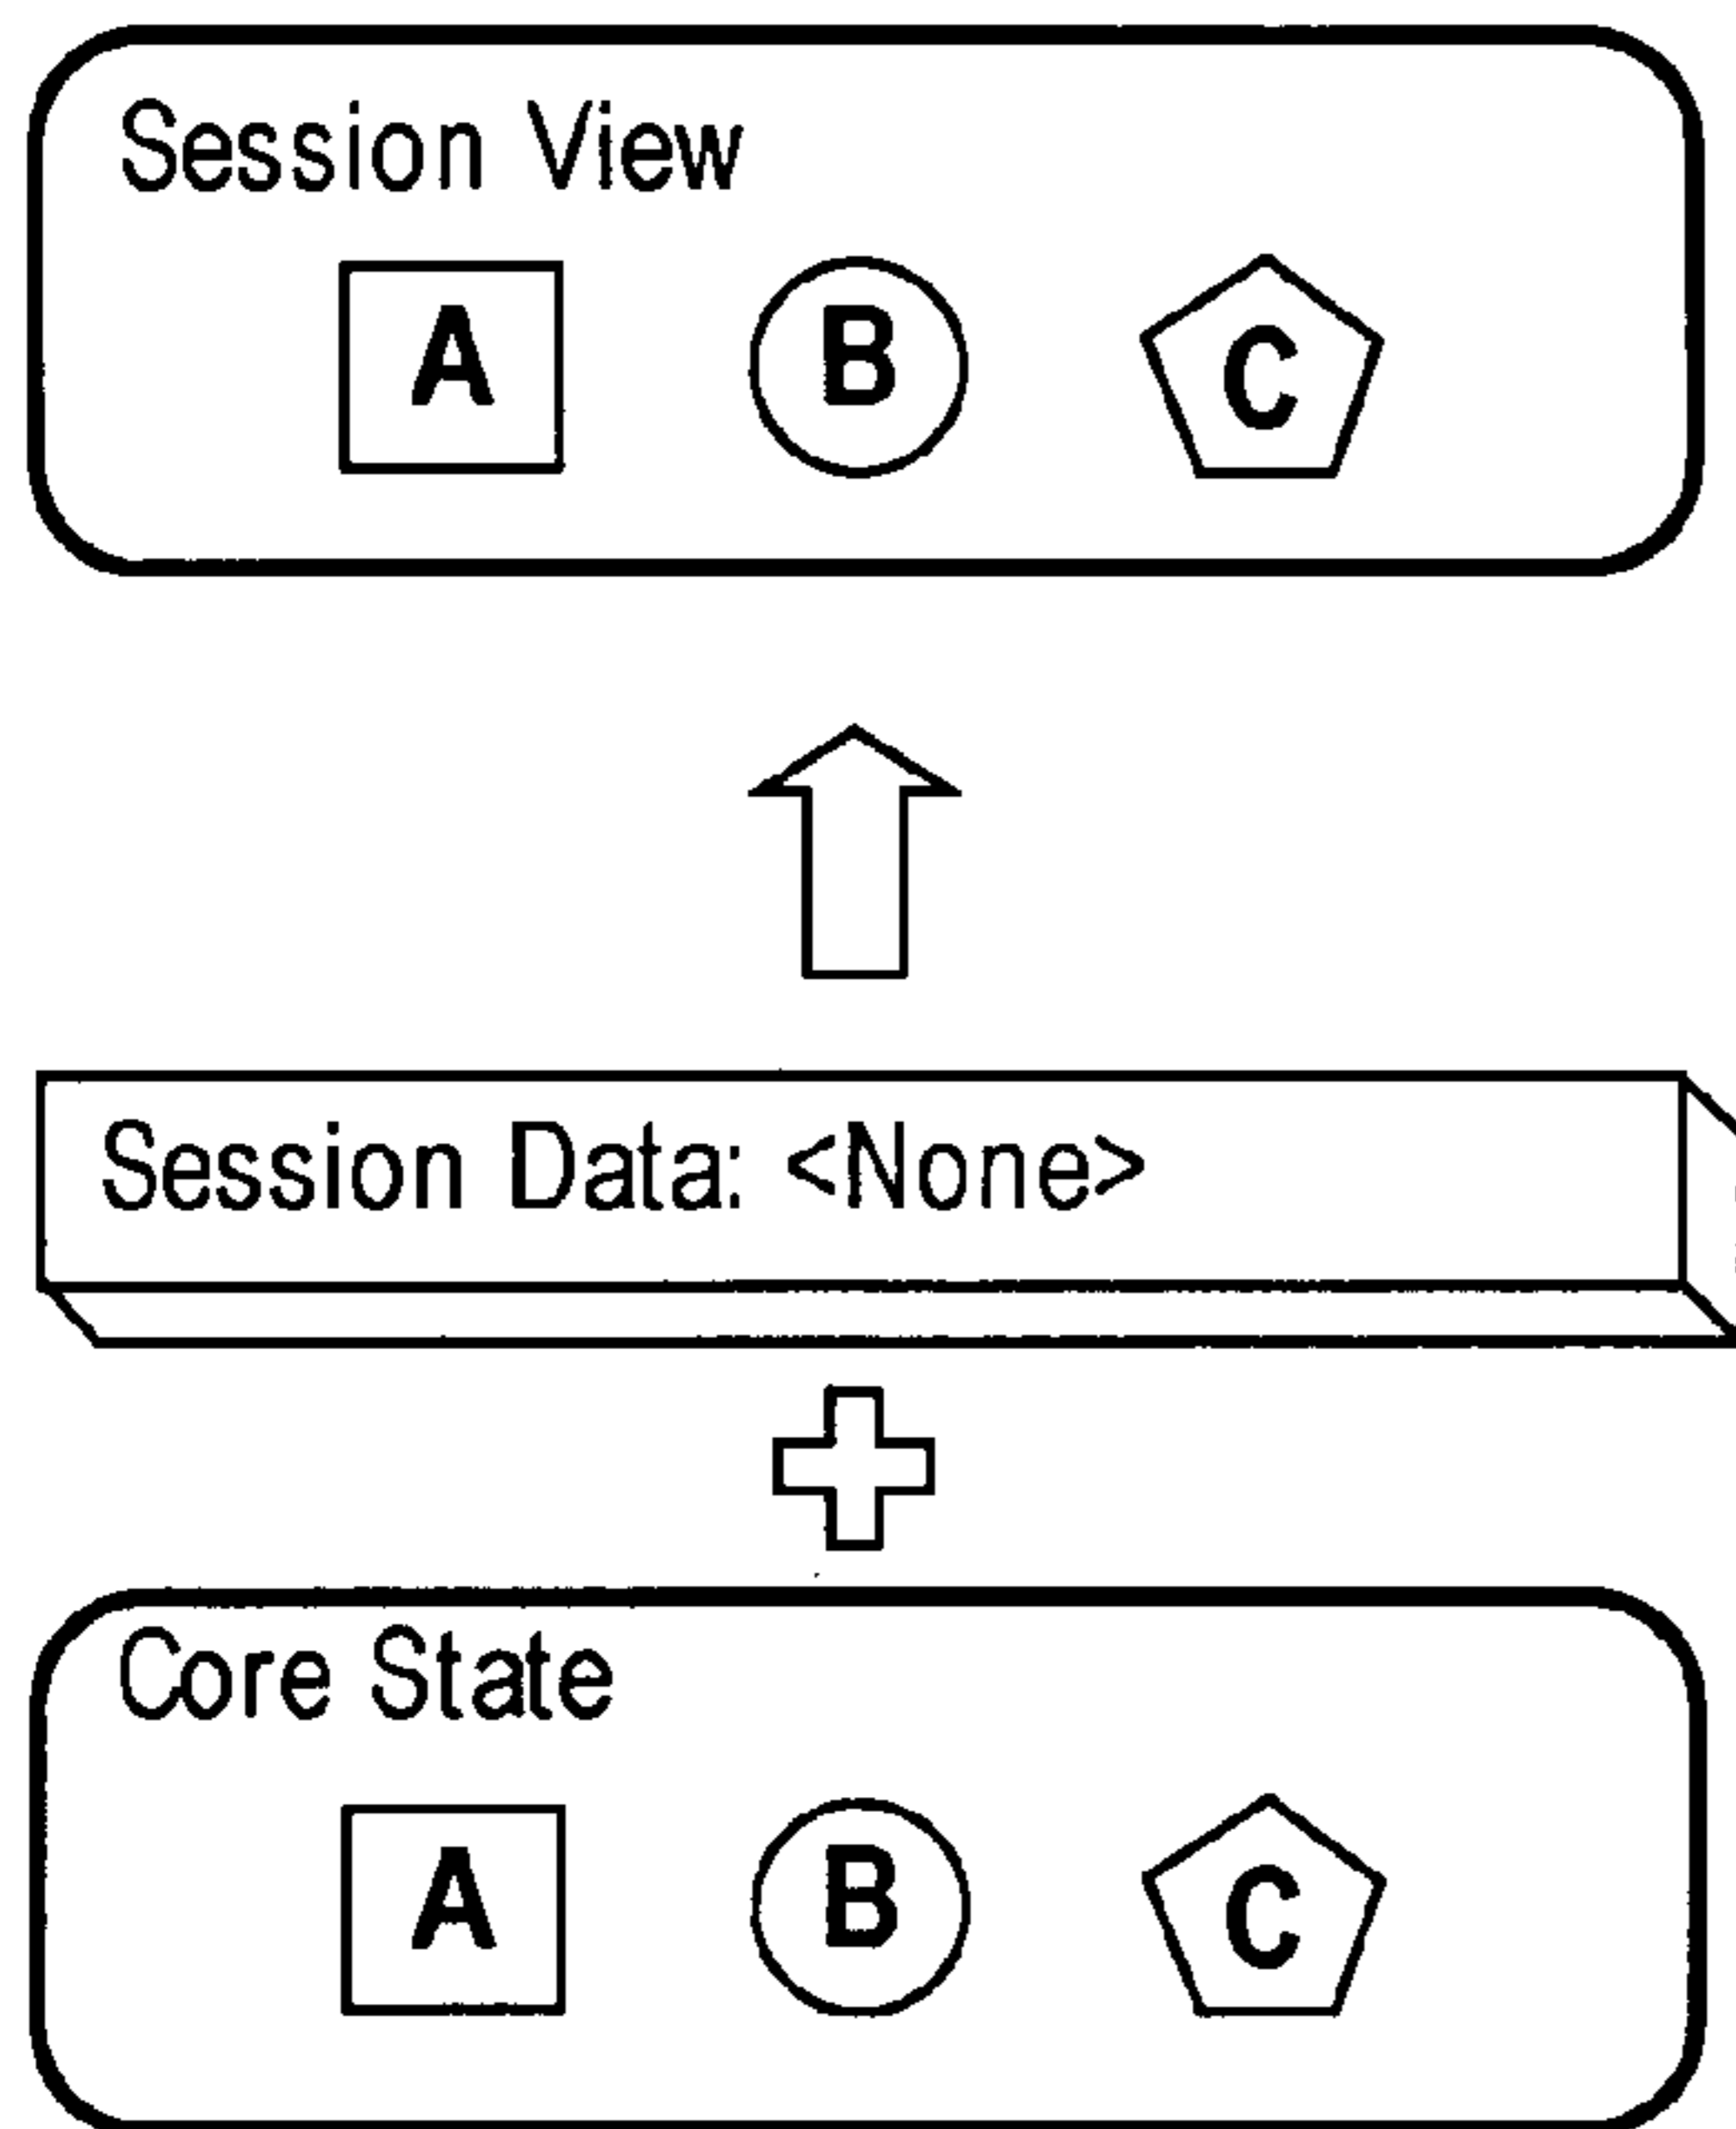 Session View
A B C
Session Data: <None>
Core State
A B C